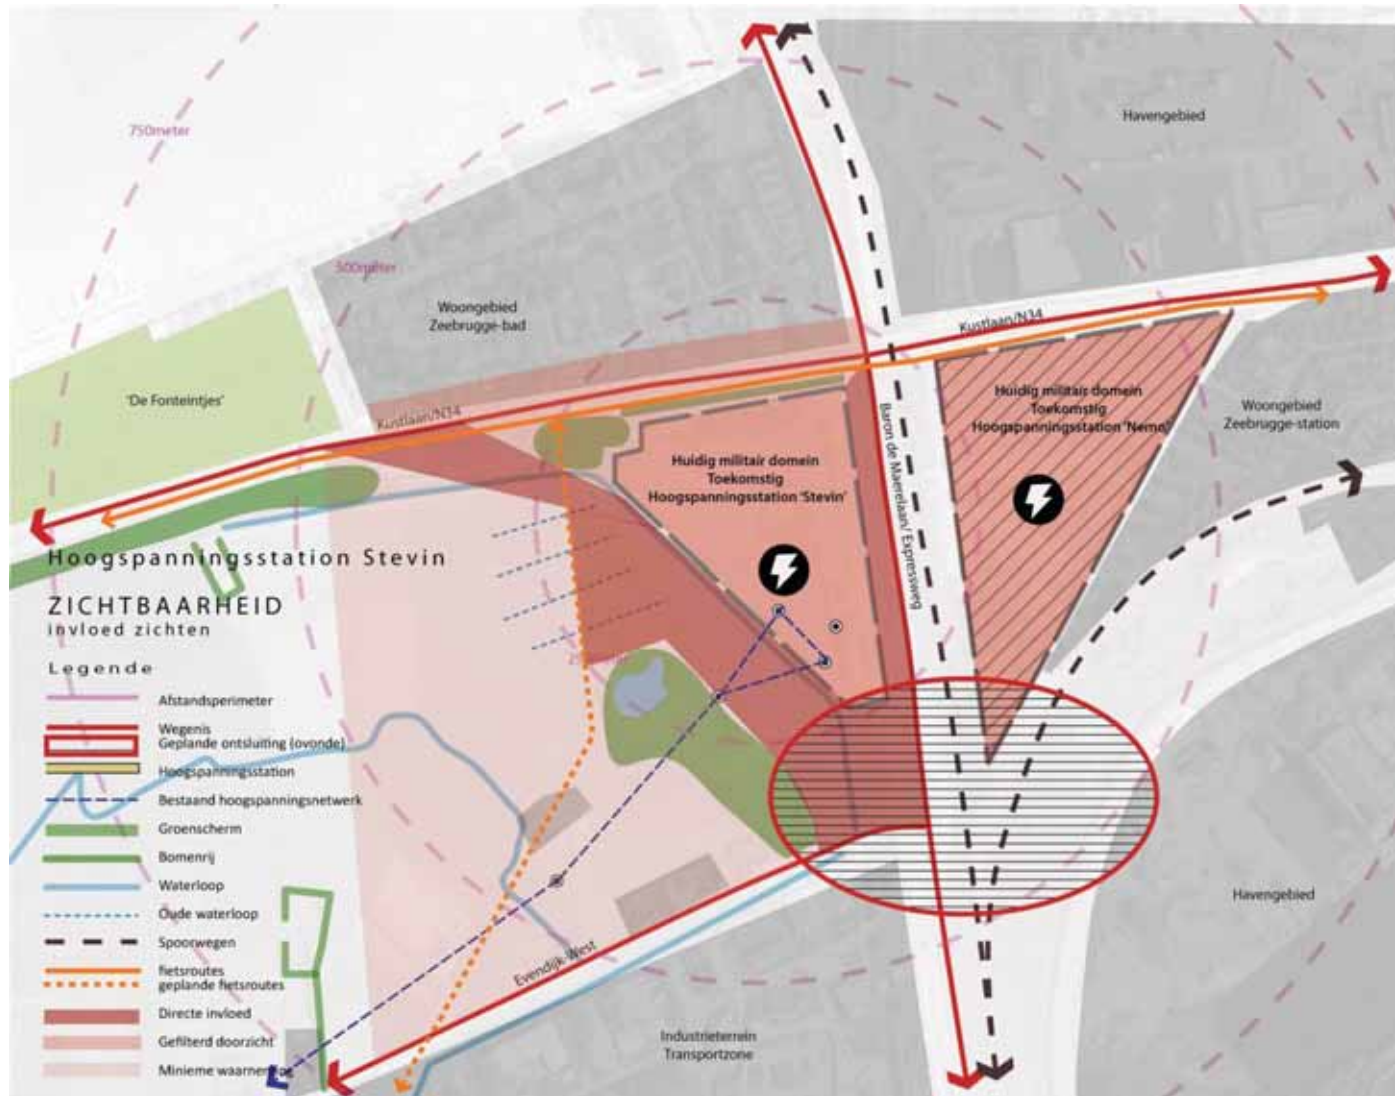 750meter
Havengebied
500meter
Woongebied
Zeebrugge-bad
Kustlaan/N34
'De Fonteintjes'
Kustlaan/N34
Huidig militair domein
Toekomstig
Hoogspanningsstation 'Nemo'
Woongebied
Zeebrugge-station
Huidig militair domein
Toekomstig
Hoogspanningsstation 'Stevin'
Baron de Maerelaan/ Expressweg
Hoogspanningsstation Stevin
ZICHTBAARHEID
invloed zichten
Legende
Afstandsperimeter
Wegenis
Geplande ontsluiting (ovonde)
Hoogspanningsstation
Bestaand hoogspanningsnetwerk
Groenscherm
Bomenrij
Waterloop
Oude waterloop
Spoorwegen
fietsroutes
geplande fietsroutes
Directe invloed
Gefilterd doorzicht
Minieme waarneming
Evendijk-West
Havengebied
Industrieterrein
Transportzone